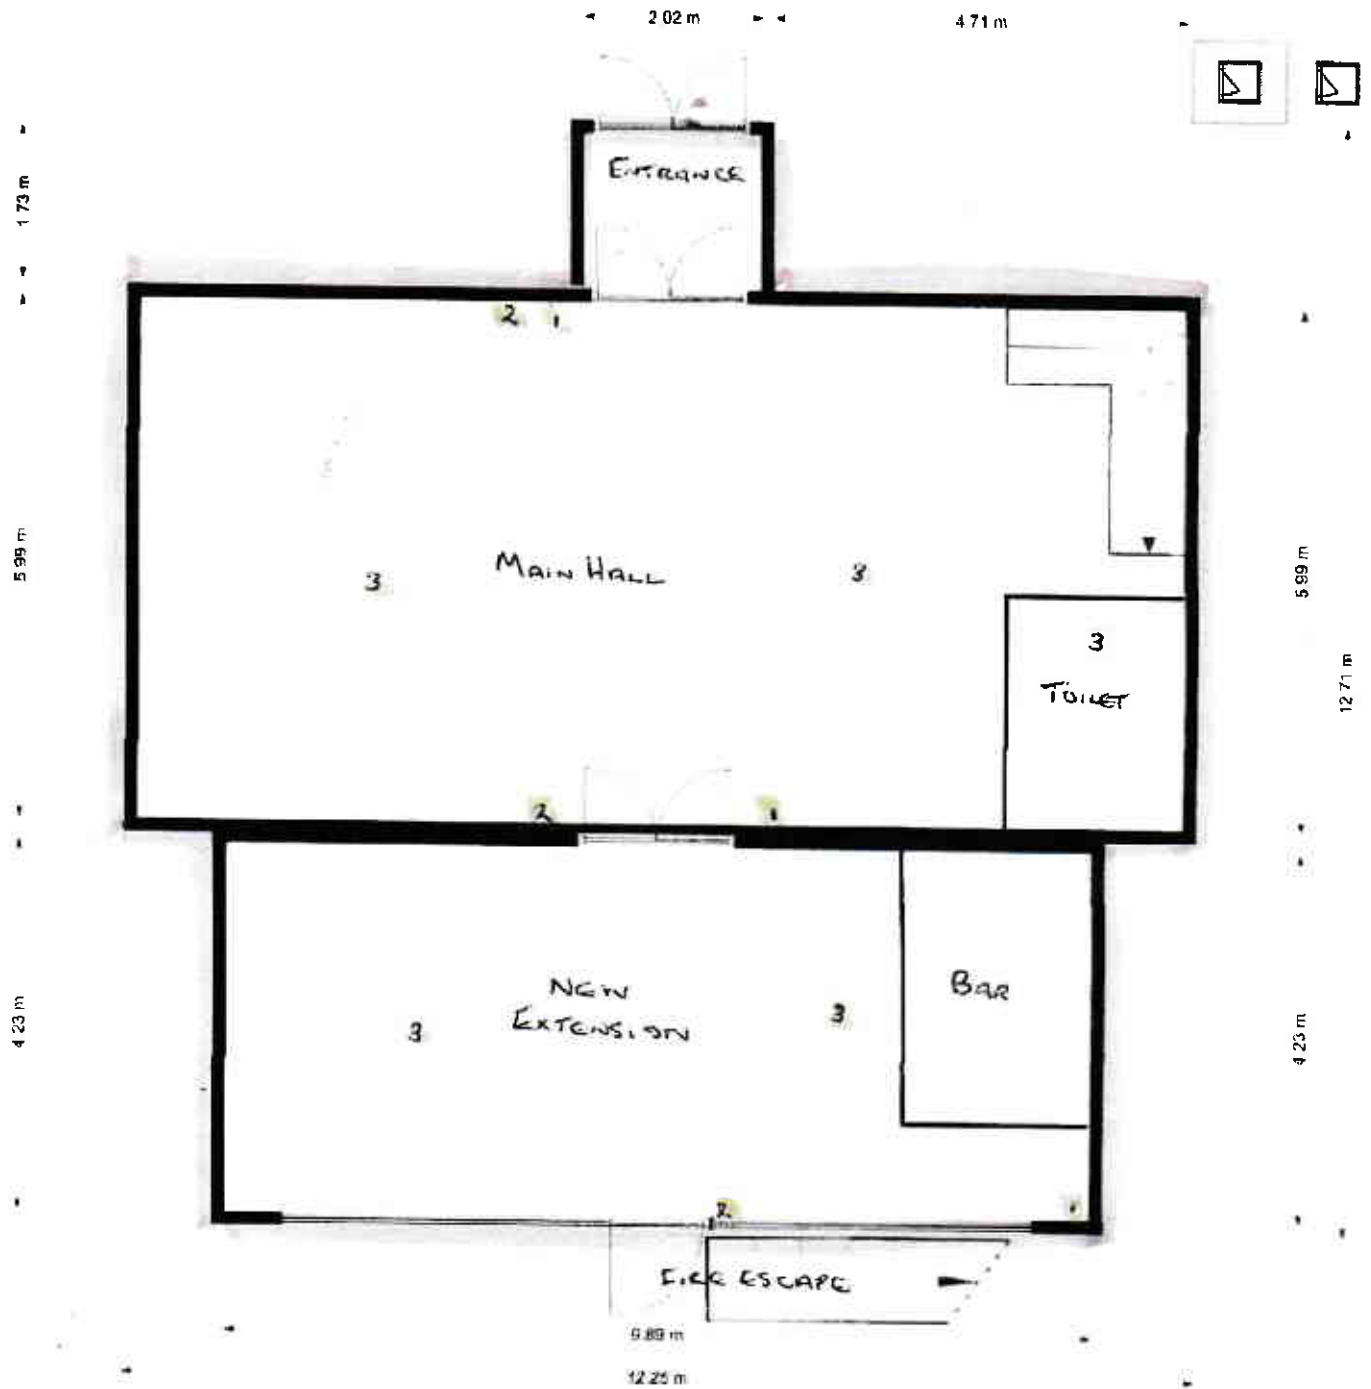 2.02 m
4.71 m
ENTRANCE
1.73 m
2 1
5.99 m
3
MAIN HALL
3
5.99 m
3
TOILET
12.71 m
2
1
4.23 m
NEW
EXTENSION
3
3
BAR
4.23 m
2
1
FIRE ESCAPE
9.89 m
12.25 m